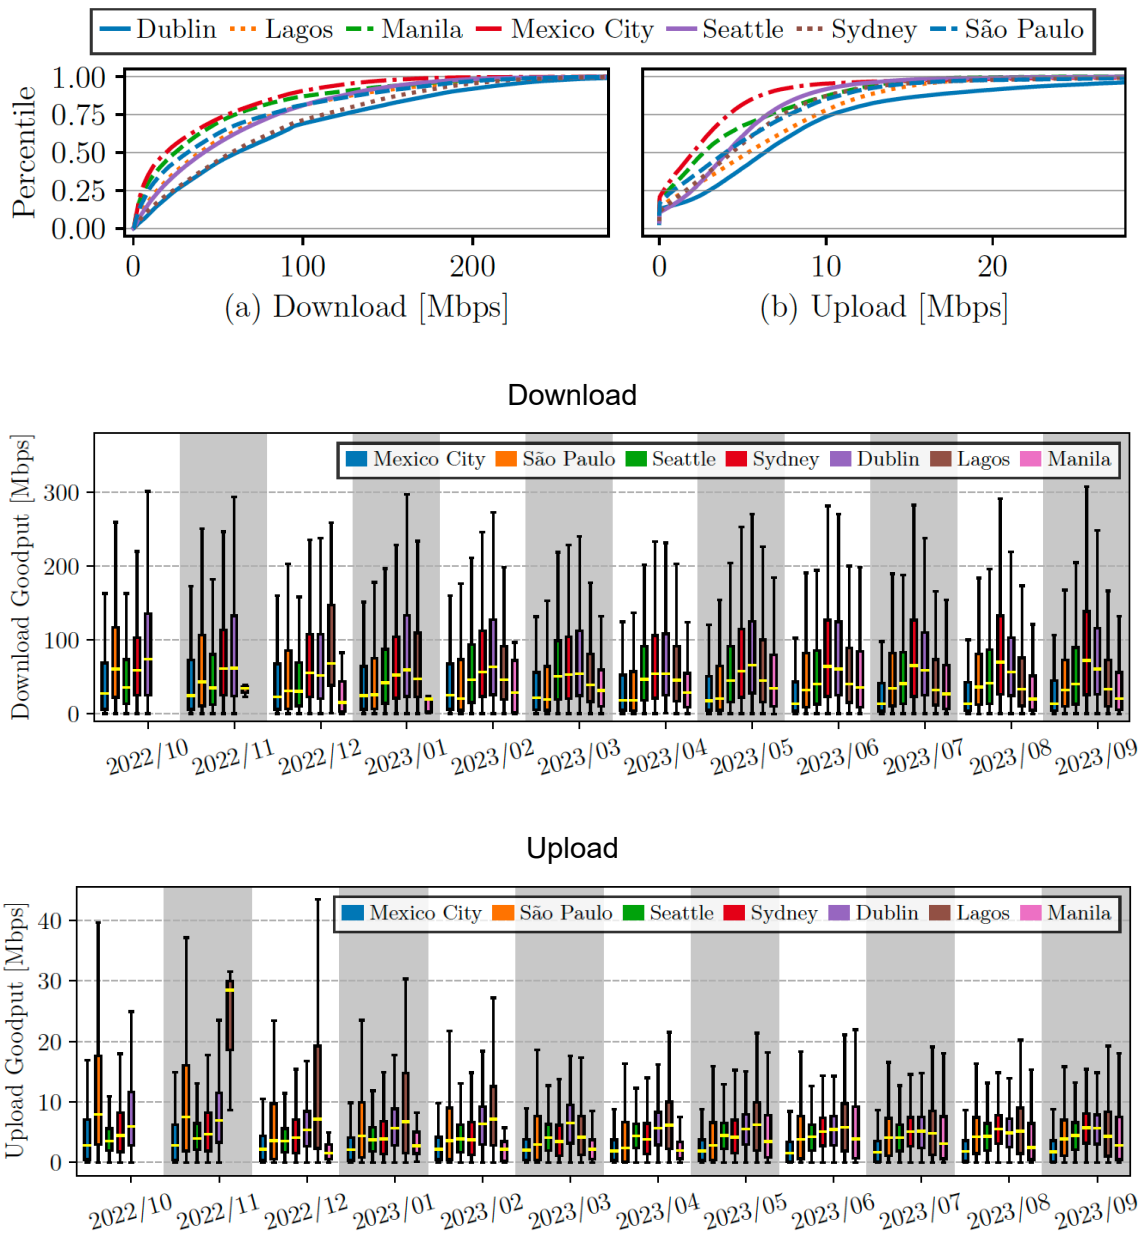 Dublin Lagos Manila Mexico City Seattle Sydney São Paulo
Percentile
1.00
0.75
0.50
0.25
0.00
0 100 200
0 10 20
(a) Download [Mbps]
(b) Upload [Mbps]
Download
Download Goodput [Mbps]
Mexico City São Paulo Seattle Sydney Dublin Lagos Manila
300
200
100
0
2022/10 2022/11 2022/12 2023/01 2023/02 2023/03 2023/04 2023/05 2023/06 2023/07 2023/08 2023/09
Upload
Upload Goodput [Mbps]
Mexico City São Paulo Seattle Sydney Dublin Lagos Manila
40
30
20
10
0
2022/10 2022/11 2022/12 2023/01 2023/02 2023/03 2023/04 2023/05 2023/06 2023/07 2023/08 2023/09